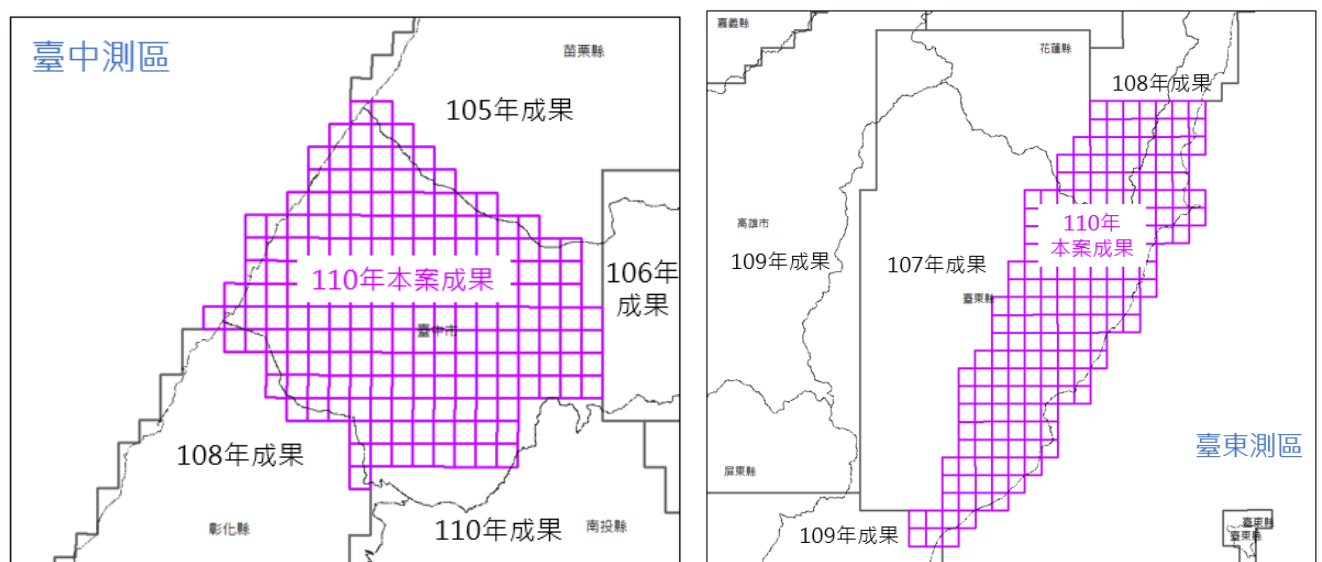 臺中測區
苗栗縣
105年成果
110年本案成果
106年
成果
臺中市
108年成果
彰化縣
110年成果
南投縣
嘉義縣
花蓮縣
108年成果
110年
本案成果
高雄市
109年成果
107年成果
臺東縣
臺東測區
屏東縣
109年成果
臺東縣
臺東縣